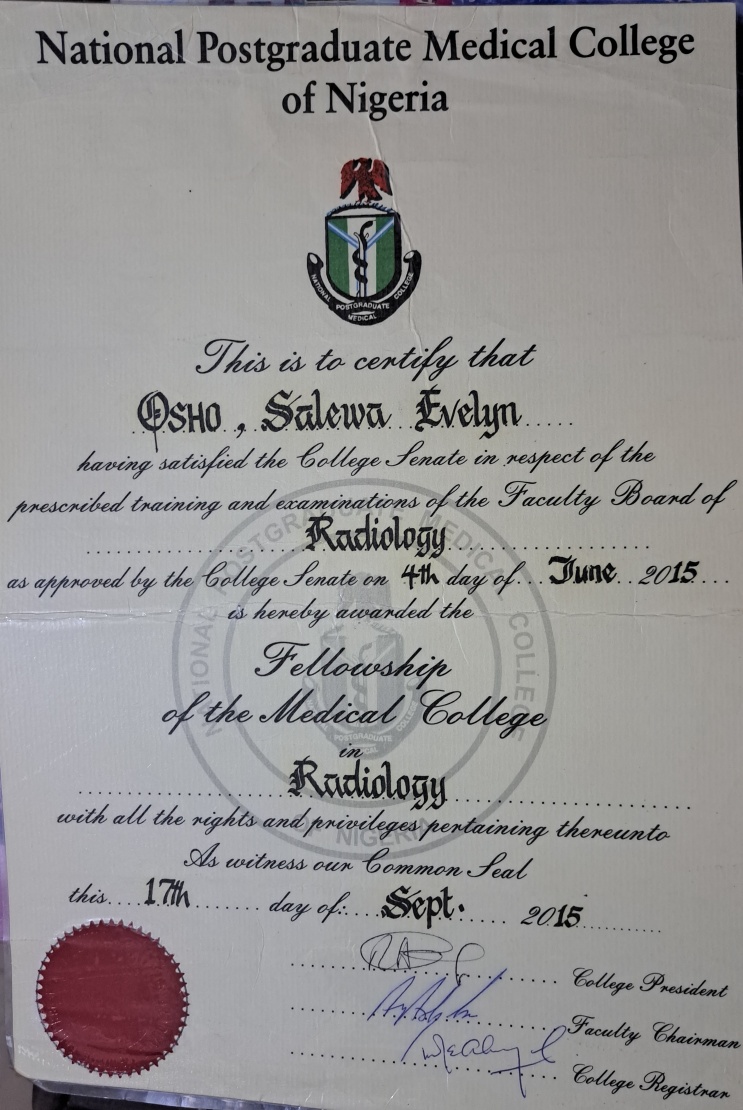 National Postgraduate Medical College
of Nigeria
NATIONAL POSTGRADUATE MEDICAL COLLEGE
This is to certify that
Osho, Salewa Evelyn
having satisfied the College Senate in respect of the
prescribed training and examinations of the Faculty Board of
Radiology
as approved by the College Senate on 4th day of... June... 2015....
is hereby awarded the
Fellowship
of the Medical College
in
Radiology
with all the rights and privileges pertaining thereunto
As witness our Common Seal
this.... 17th ....... day of:.... Sept. ...... 2015
College President
Faculty Chairman
College Registrar
NATIONAL POSTGRADUATE MEDICAL COLLEGE
OF NIGERIA
POSTGRADUATE